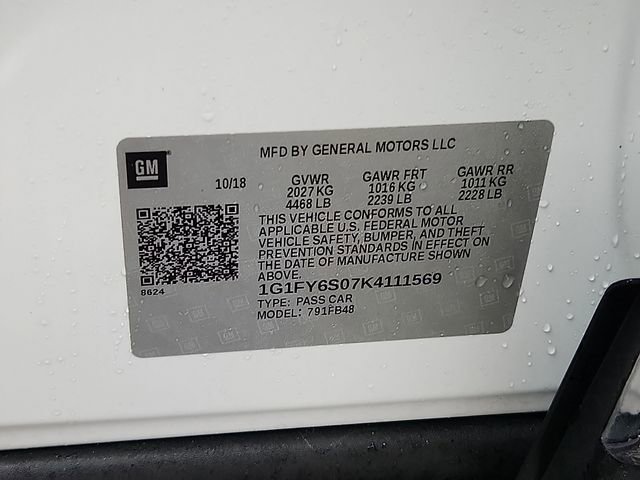 MFD BY GENERAL MOTORS LLC
GM
10/18 GVWR GAWR FRT GAWR RR
2027 KG 1016 KG 1011 KG
4468 LB 2239 LB 2228 LB
THIS VEHICLE CONFORMS TO ALL
APPLICABLE U.S. FEDERAL MOTOR
VEHICLE SAFETY, BUMPER, AND THEFT
PREVENTION STANDARDS IN EFFECT ON
THE DATE OF MANUFACTURE SHOWN
ABOVE.
8624
1G1FY6S07K4111569
TYPE: PASS CAR
MODEL: 791FB48